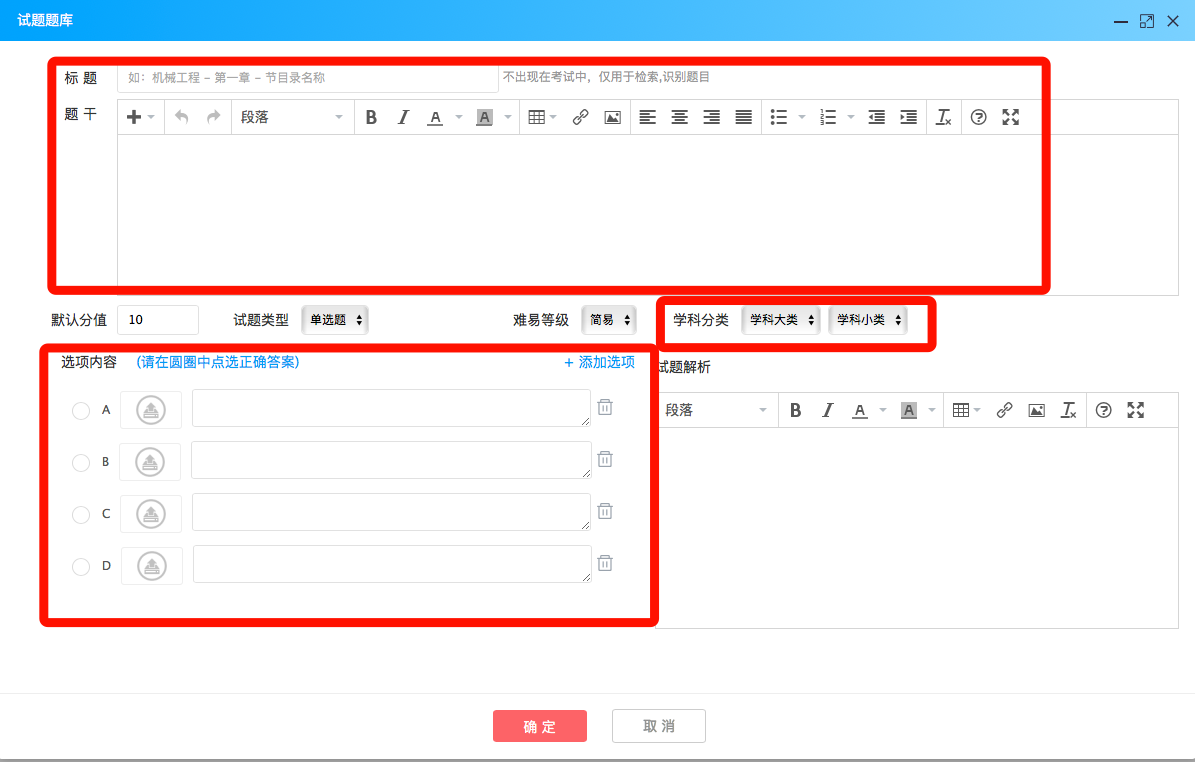 试题题库
标 题 如: 机械工程 – 第一章 – 节目录名称 不出现在考试中，仅用于检索,识别题目
题 干
段落 B I A A
默认分值 10 试题类型 单选题 难易等级 简易 学科分类 学科大类 学科小类
选项内容 (请在圆圈中点选正确答案) + 添加选项
试题解析
段落 B I A A
A
B
C
D
确 定 取 消